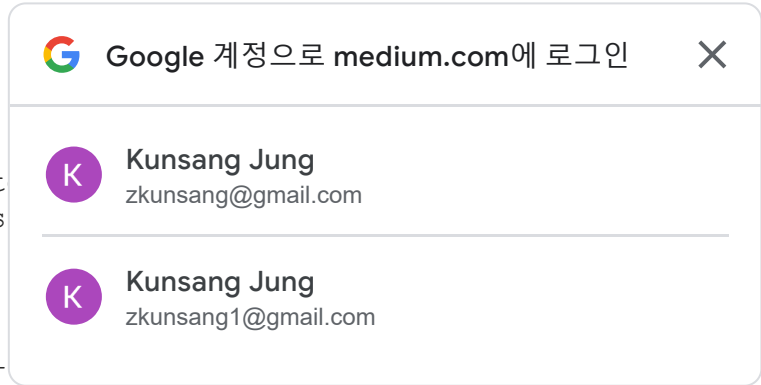 Google 계정으로 medium.com에 로그인
K
Kunsang Jung
zkunsang@gmail.com
K
Kunsang Jung
zkunsang1@gmail.com